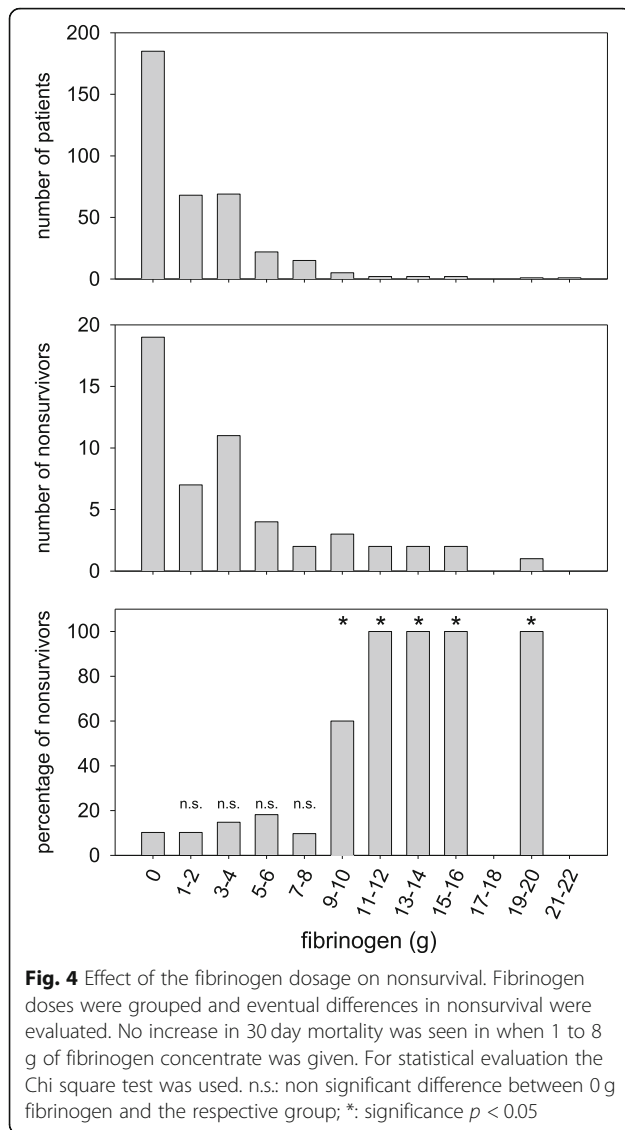 number of patients
200
150
100
50
0
number of nonsurvivors
20
15
10
5
0
percentage of nonsurvivors
100
80
60
40
20
0
n.s. n.s. n.s. n.s. * * * * *
0 1-2 3-4 5-6 7-8 9-10 11-12 13-14 15-16 17-18 19-20 21-22
fibrinogen (g)
Fig. 4 Effect of the fibrinogen dosage on nonsurvival. Fibrinogen
doses were grouped and eventual differences in nonsurvival were
evaluated. No increase in 30 day mortality was seen in when 1 to 8
g of fibrinogen concentrate was given. For statistical evaluation the
Chi square test was used. n.s.: non significant difference between 0 g
fibrinogen and the respective group; *: significance p < 0.05